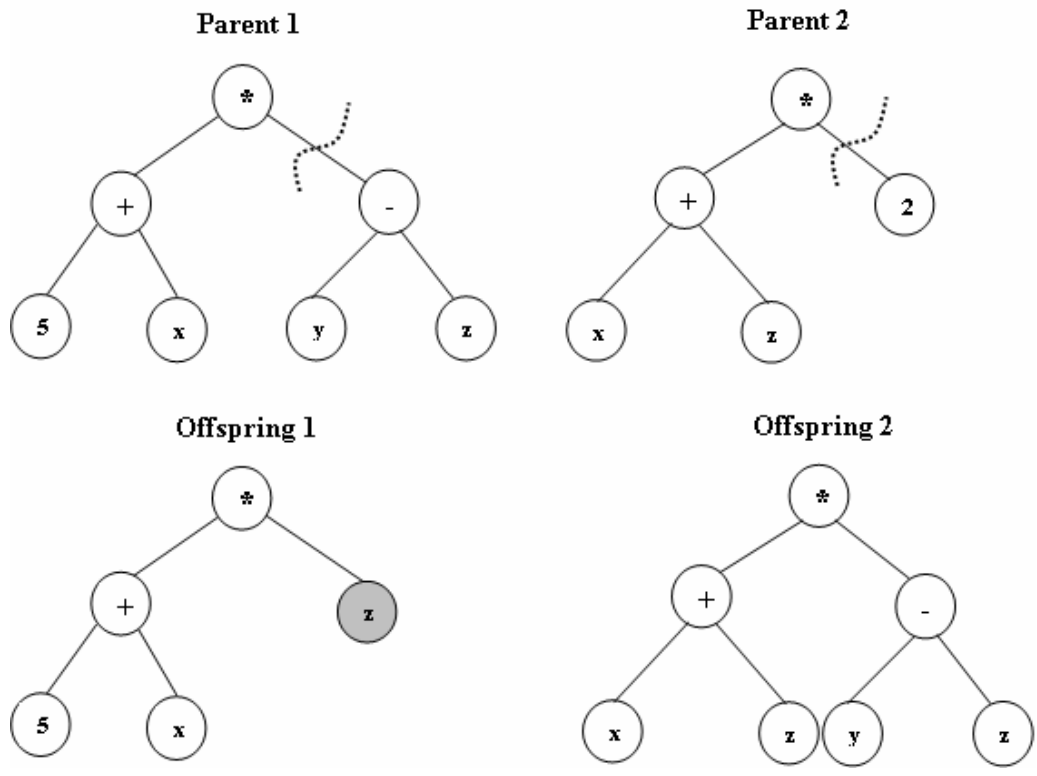 Parent 1
Parent 2
*
*
+
-
+
2
5
x
y
z
x
z
Offspring 1
Offspring 2
*
*
+
z
+
-
5
x
x
z
y
z